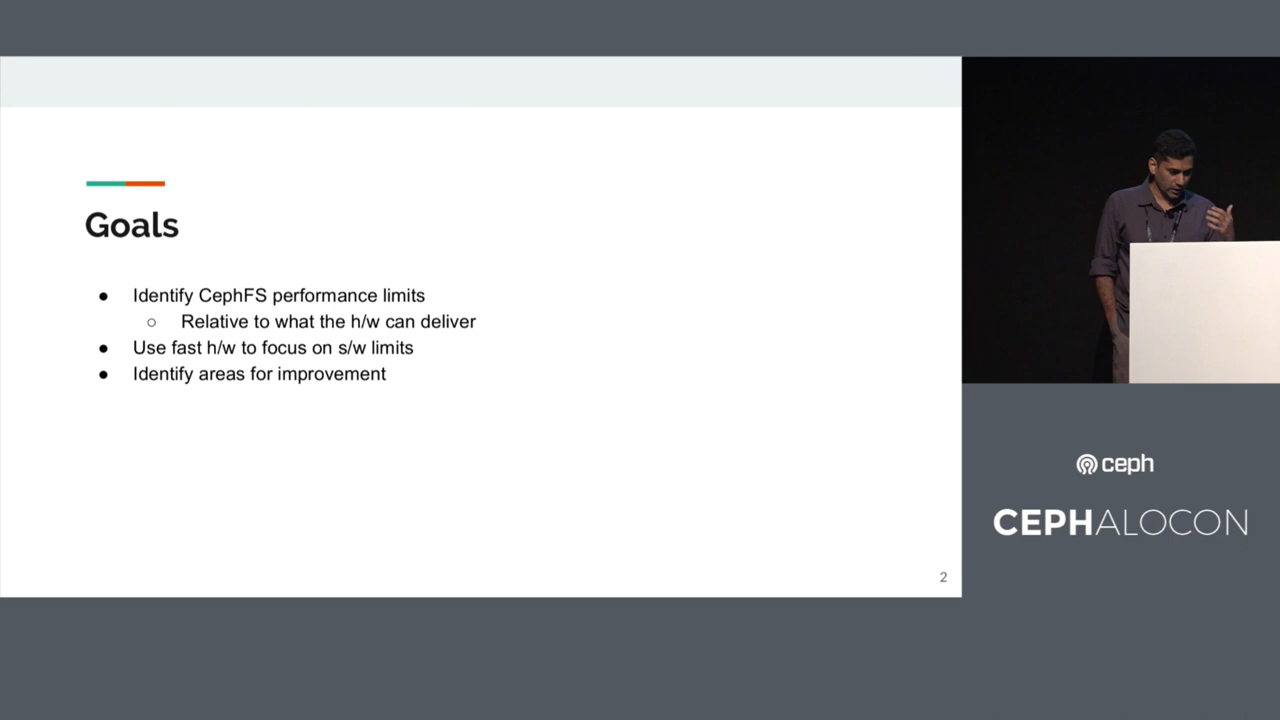 Goals
● Identify CephFS performance limits
○ Relative to what the h/w can deliver
● Use fast h/w to focus on s/w limits
● Identify areas for improvement
2
ceph
CEPHALOCON